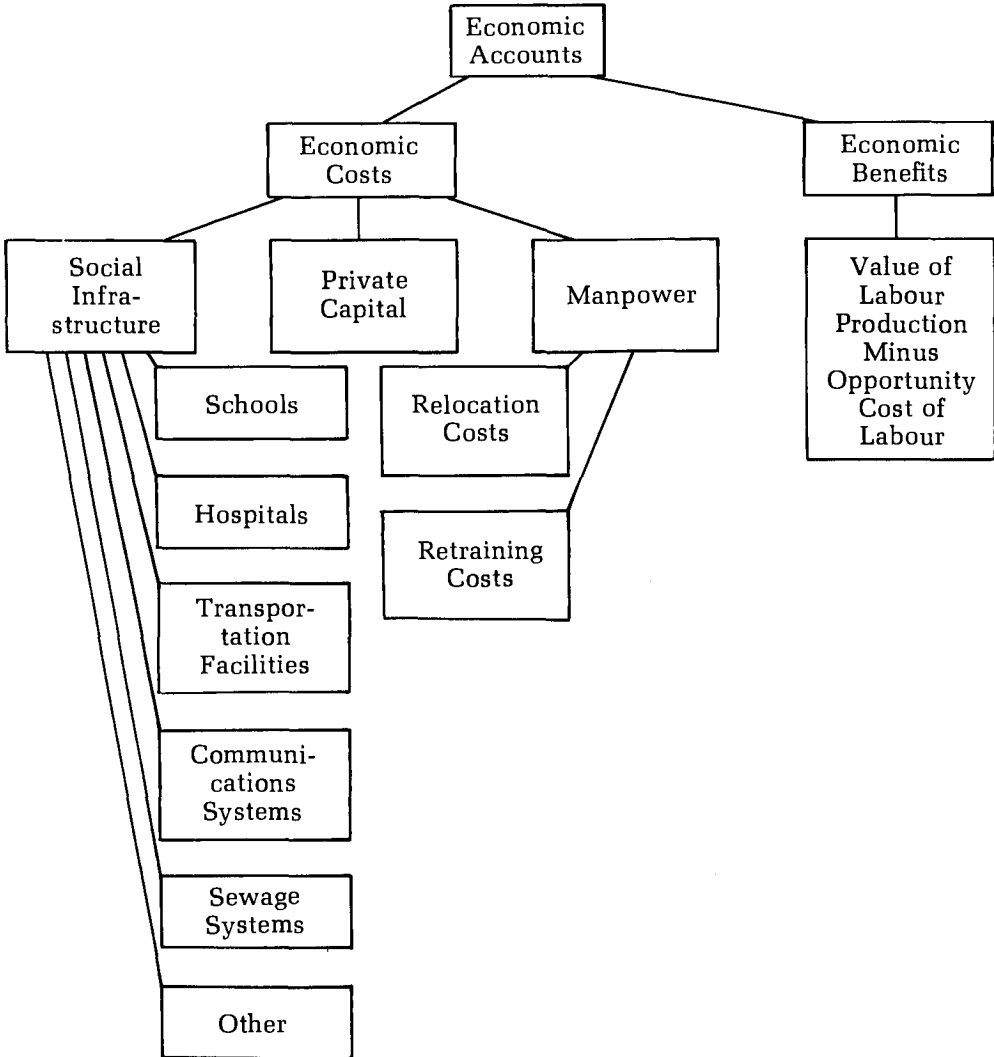 Economic
Accounts
Economic
Costs
Economic
Benefits
Social
Infra-
structure
Private
Capital
Manpower
Value of
Labour
Production
Minus
Opportunity
Cost of
Labour
Schools
Relocation
Costs
Hospitals
Retraining
Costs
Transpor-
tation
Facilities
Communi-
cations
Systems
Sewage
Systems
Other